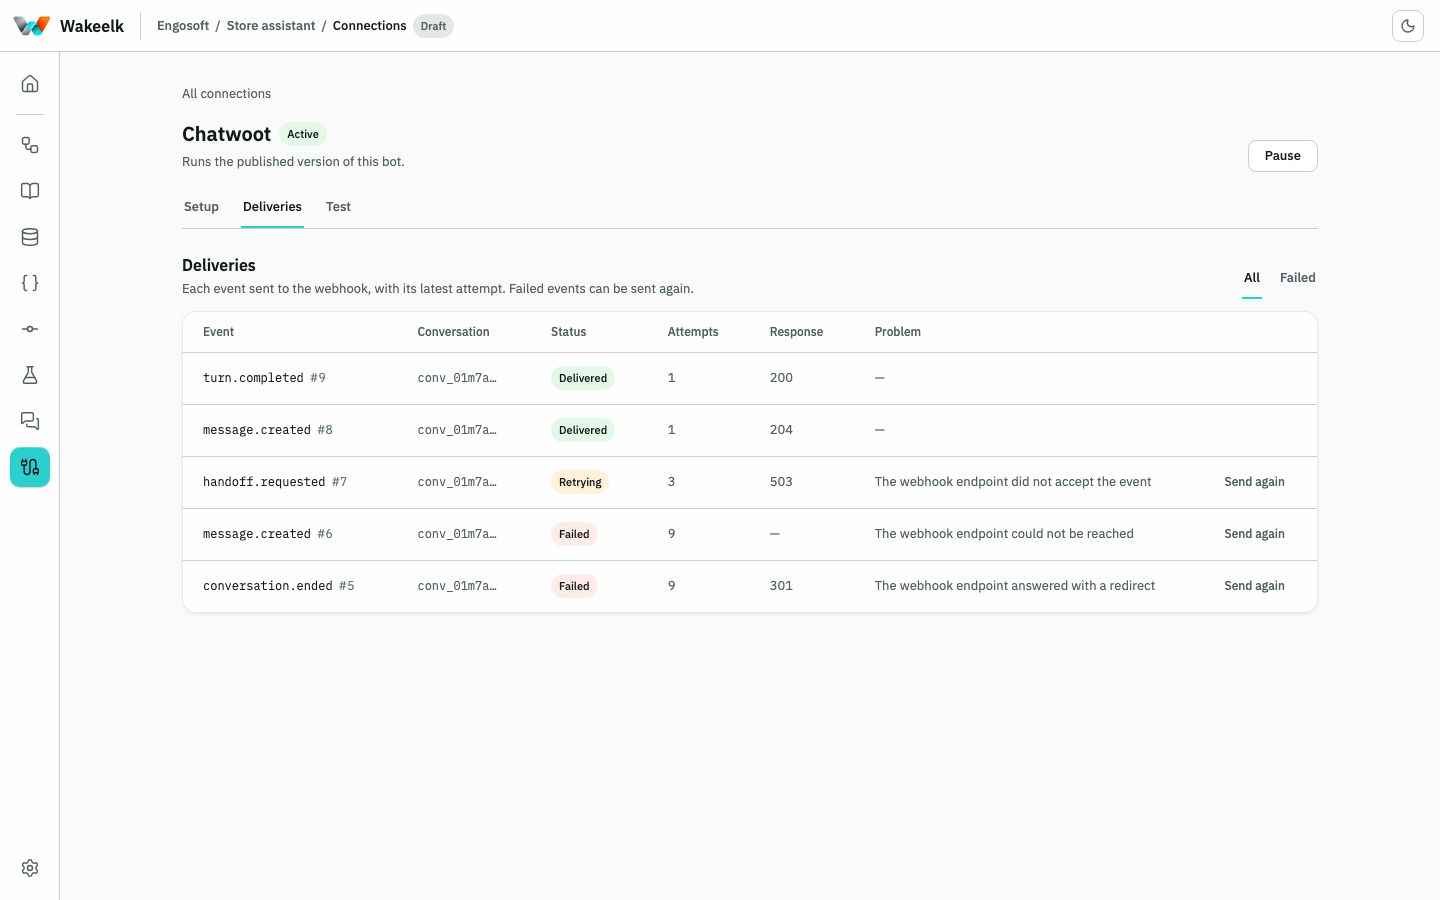 Wakeelk
Engosoft / Store assistant / Connections Draft
All connections
Chatwoot Active
Runs the published version of this bot.
Pause
Setup Deliveries Test
Deliveries
Each event sent to the webhook, with its latest attempt. Failed events can be sent again.
All Failed
Event Conversation Status Attempts Response Problem
turn.completed #9 conv_01m7a… Delivered 1 200 —
message.created #8 conv_01m7a… Delivered 1 204 —
handoff.requested #7 conv_01m7a… Retrying 3 503 The webhook endpoint did not accept the event Send again
message.created #6 conv_01m7a… Failed 9 — The webhook endpoint could not be reached Send again
conversation.ended #5 conv_01m7a… Failed 9 301 The webhook endpoint answered with a redirect Send again